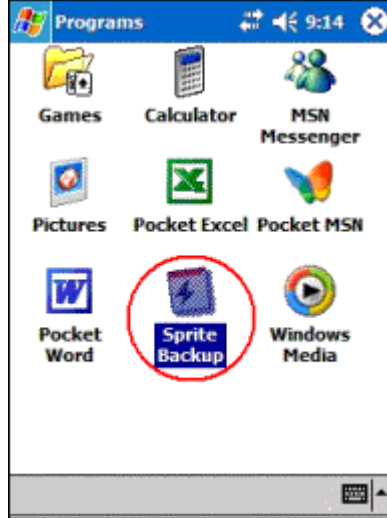 Programs 9:14
Games Calculator MSN
Messenger
Pictures Pocket Excel Pocket MSN
Pocket Sprite Windows
Word Backup Media